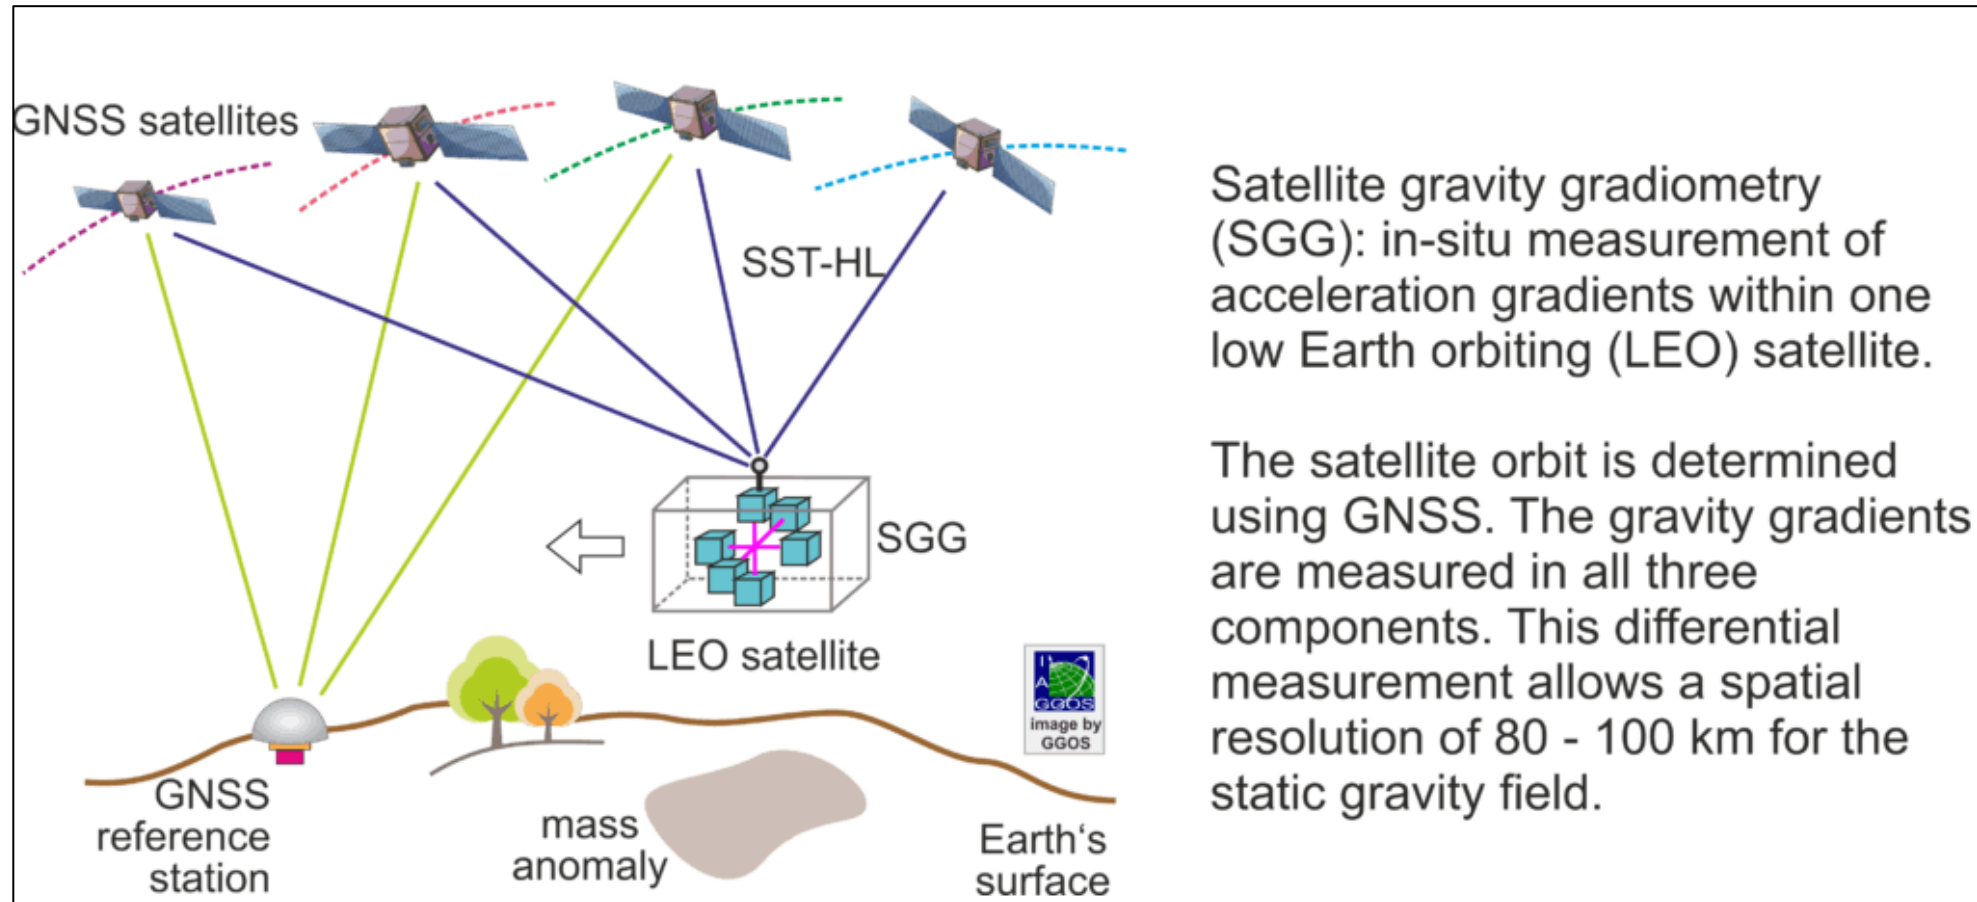 GNSS satellites
SST-HL
SGG
LEO satellite
I
A
GGOS
image by
GGOS
GNSS
reference
station
mass
anomaly
Earth‘s
surface
Satellite gravity gradiometry
(SGG): in-situ measurement of
acceleration gradients within one
low Earth orbiting (LEO) satellite.
The satellite orbit is determined
using GNSS. The gravity gradients
are measured in all three
components. This differential
measurement allows a spatial
resolution of 80 - 100 km for the
static gravity field.